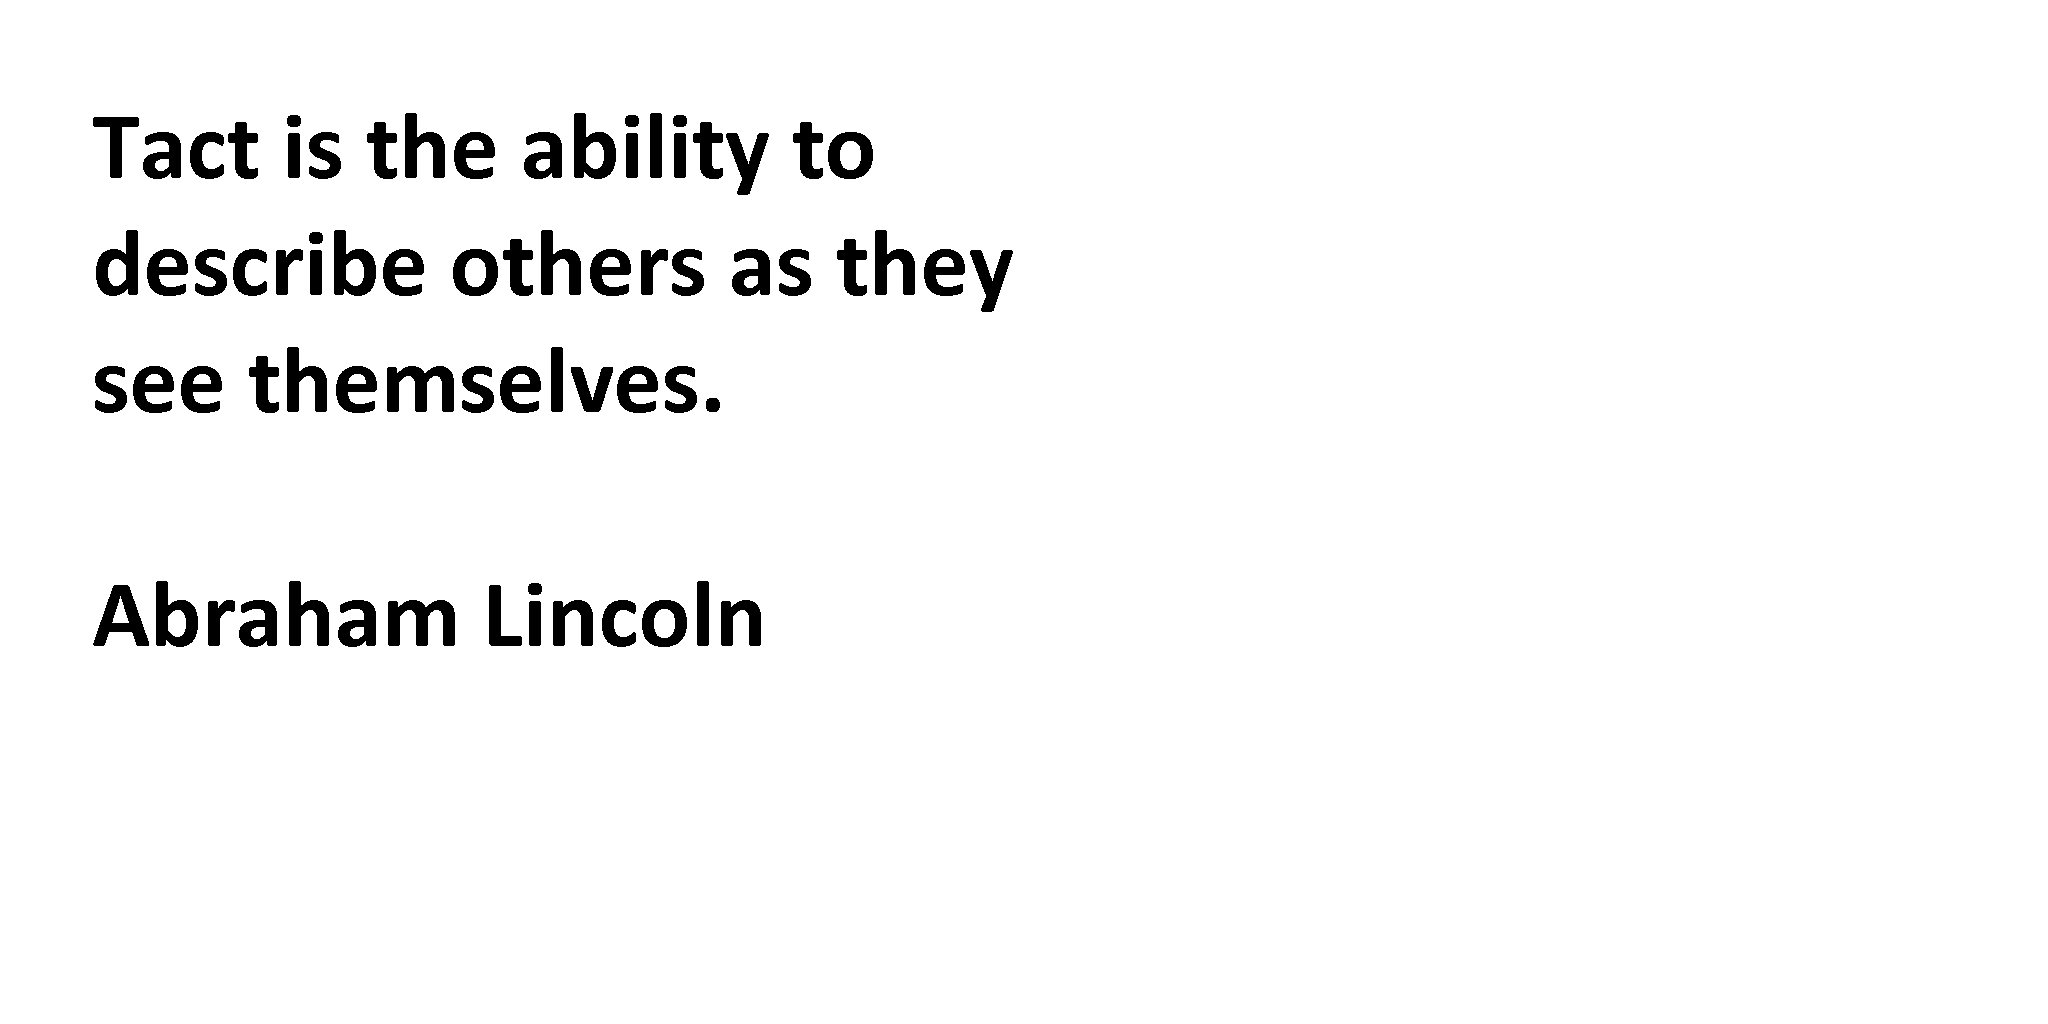 Tact is the ability to
describe others as they
see themselves.
Abraham Lincoln